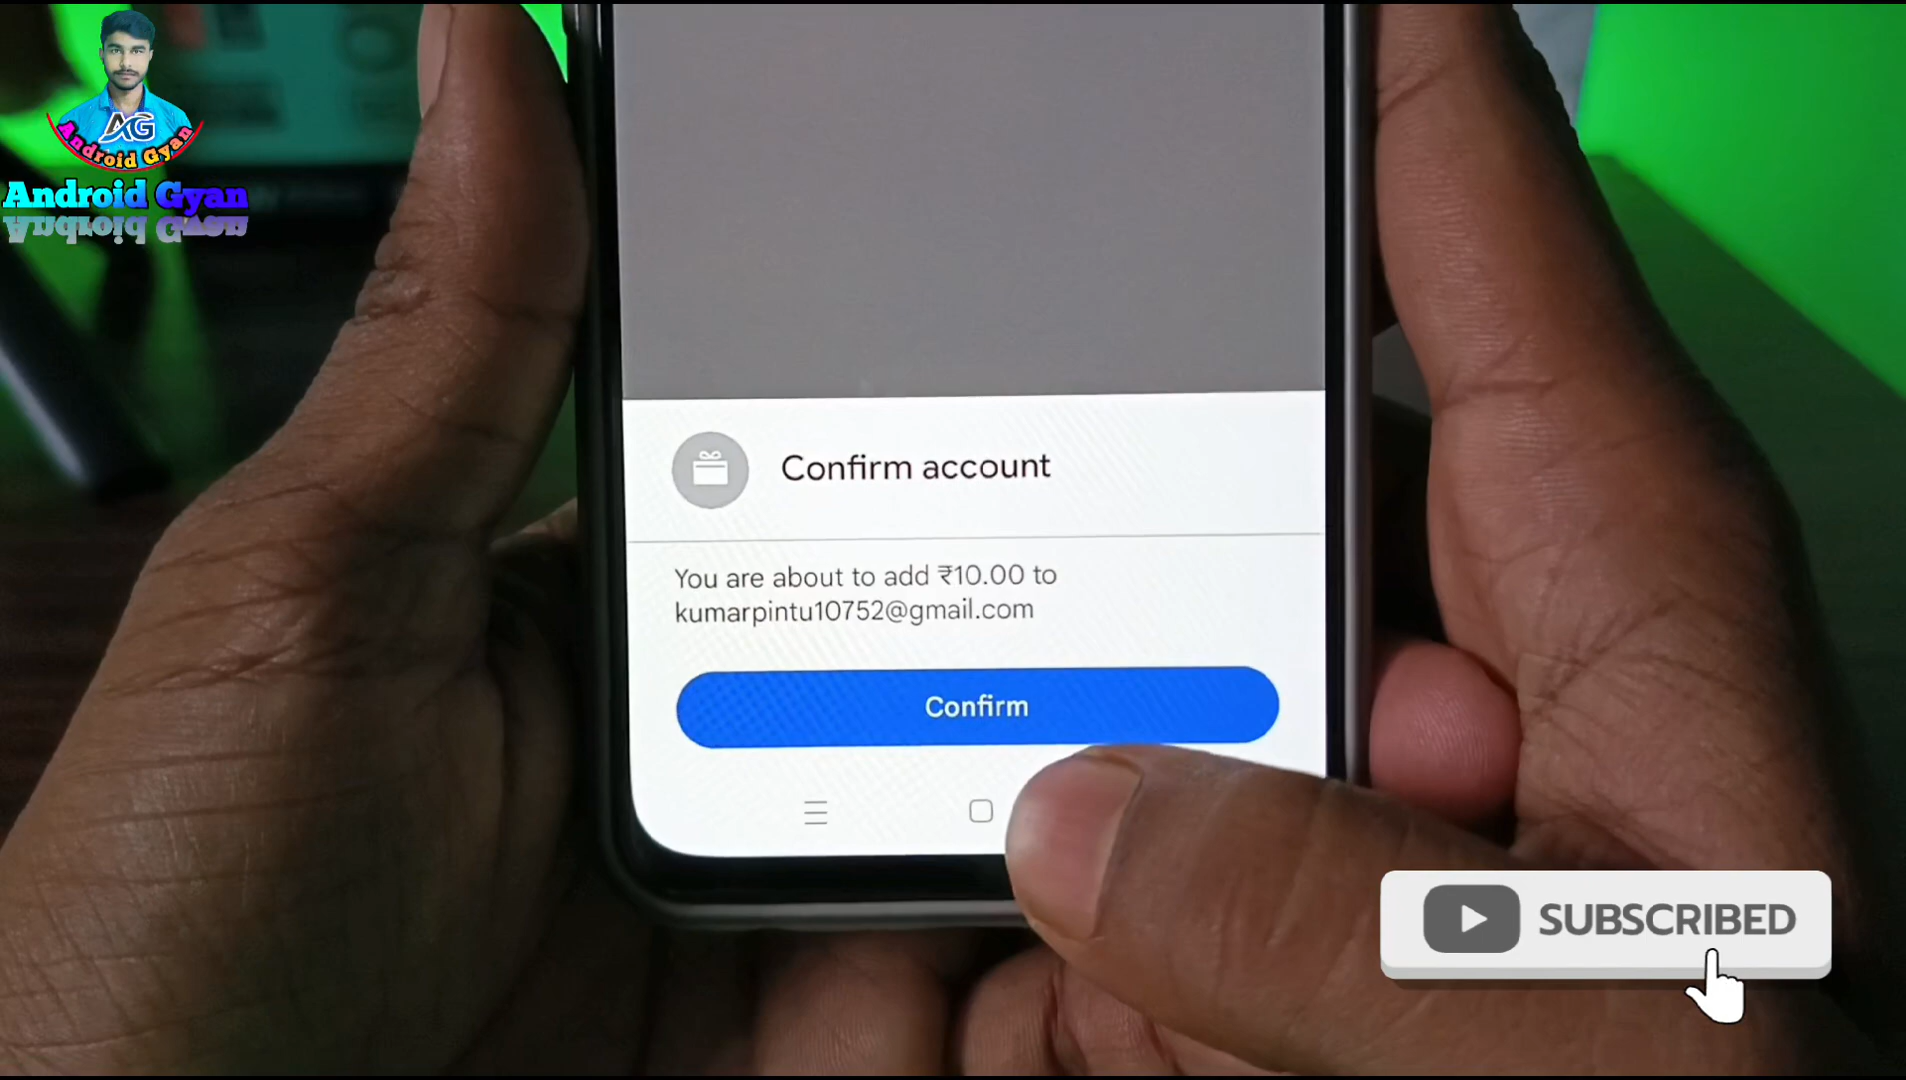 AG
Android Gyan
Android Gyan
Confirm account
You are about to add ₹10.00 to
kumarpintu10752@gmail.com
Confirm
SUBSCRIBED